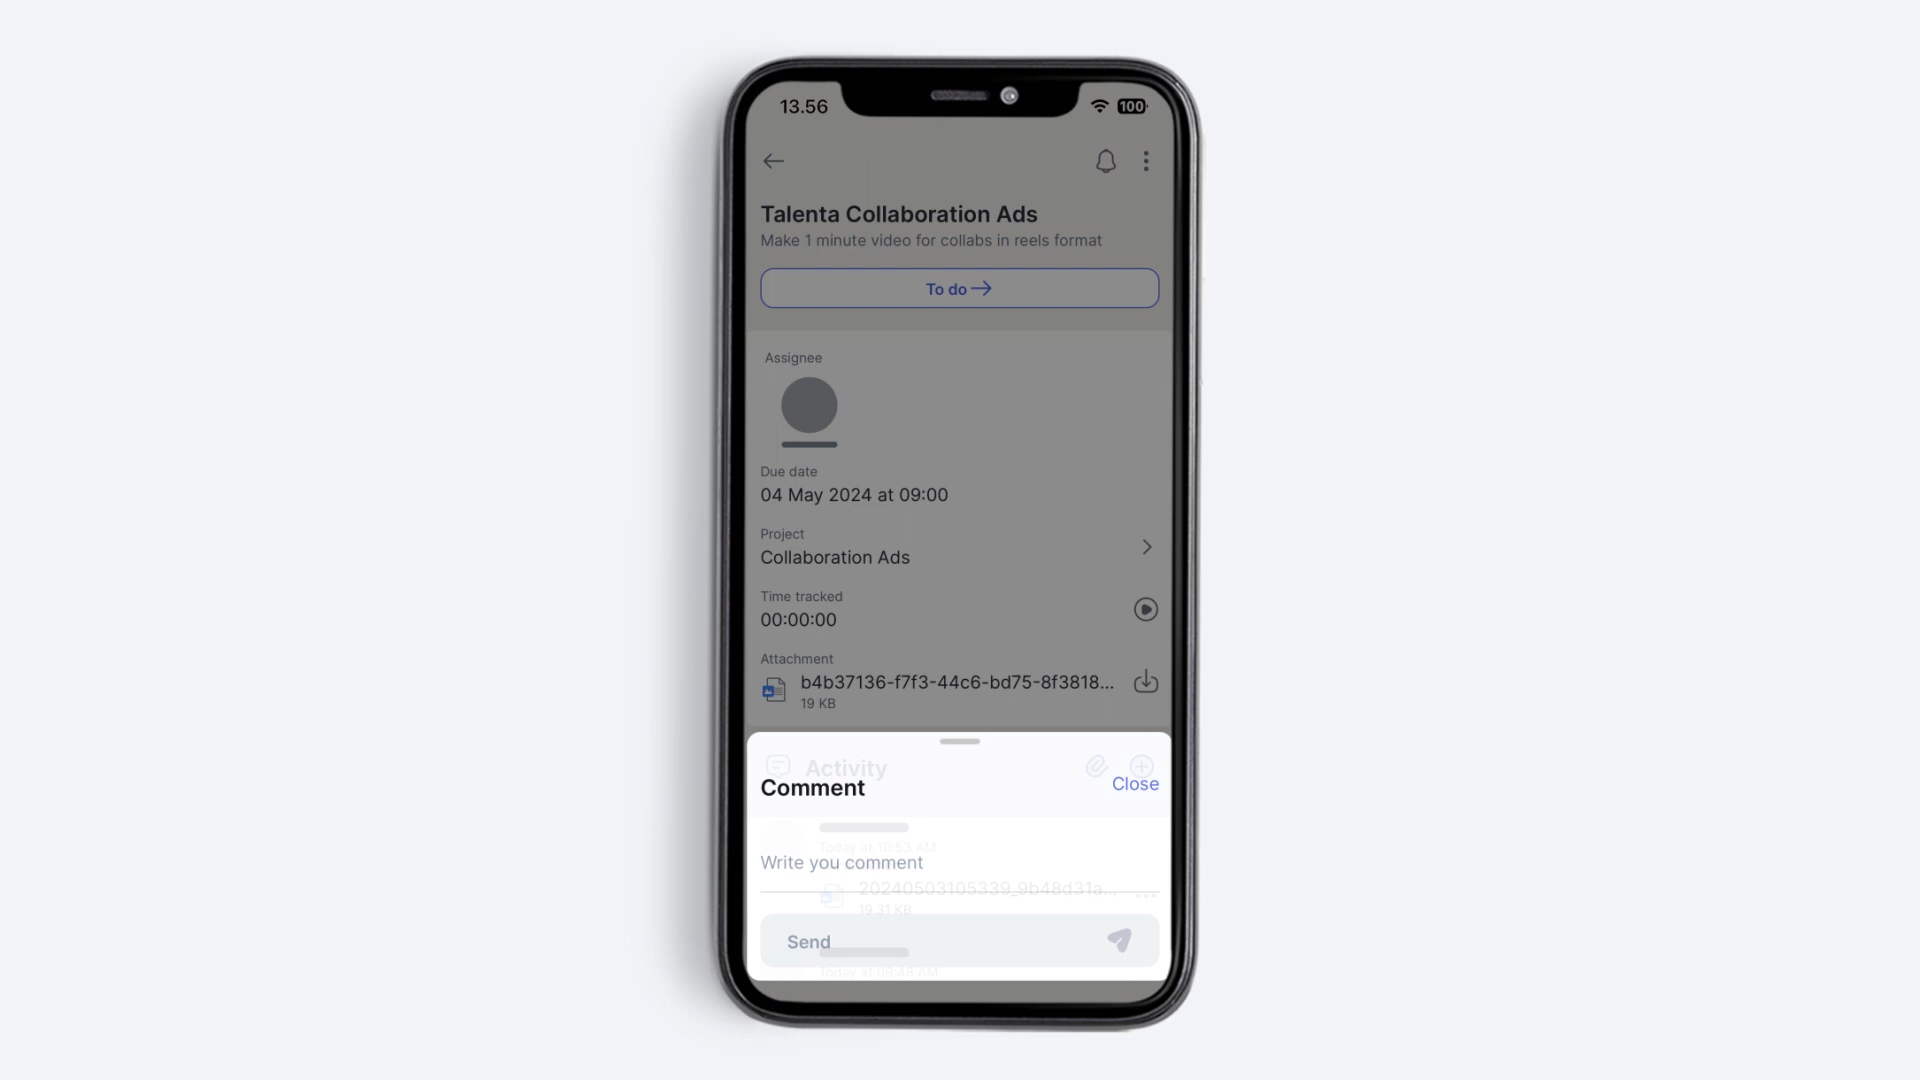 13.56
100
Talenta Collaboration Ads
Make 1 minute video for collabs in reels format
To do
Assignee
Due date
04 May 2024 at 09:00
Project
Collaboration Ads
Time tracked
00:00:00
Attachment
b4b37136-f7f3-44c6-bd75-8f3818...
19 KB
Activity
Comment
Close
Today at 10:53 AM
Write you comment
20240503105339_9b48d31a...
19.31 KB
Send
Today at 09:48 AM